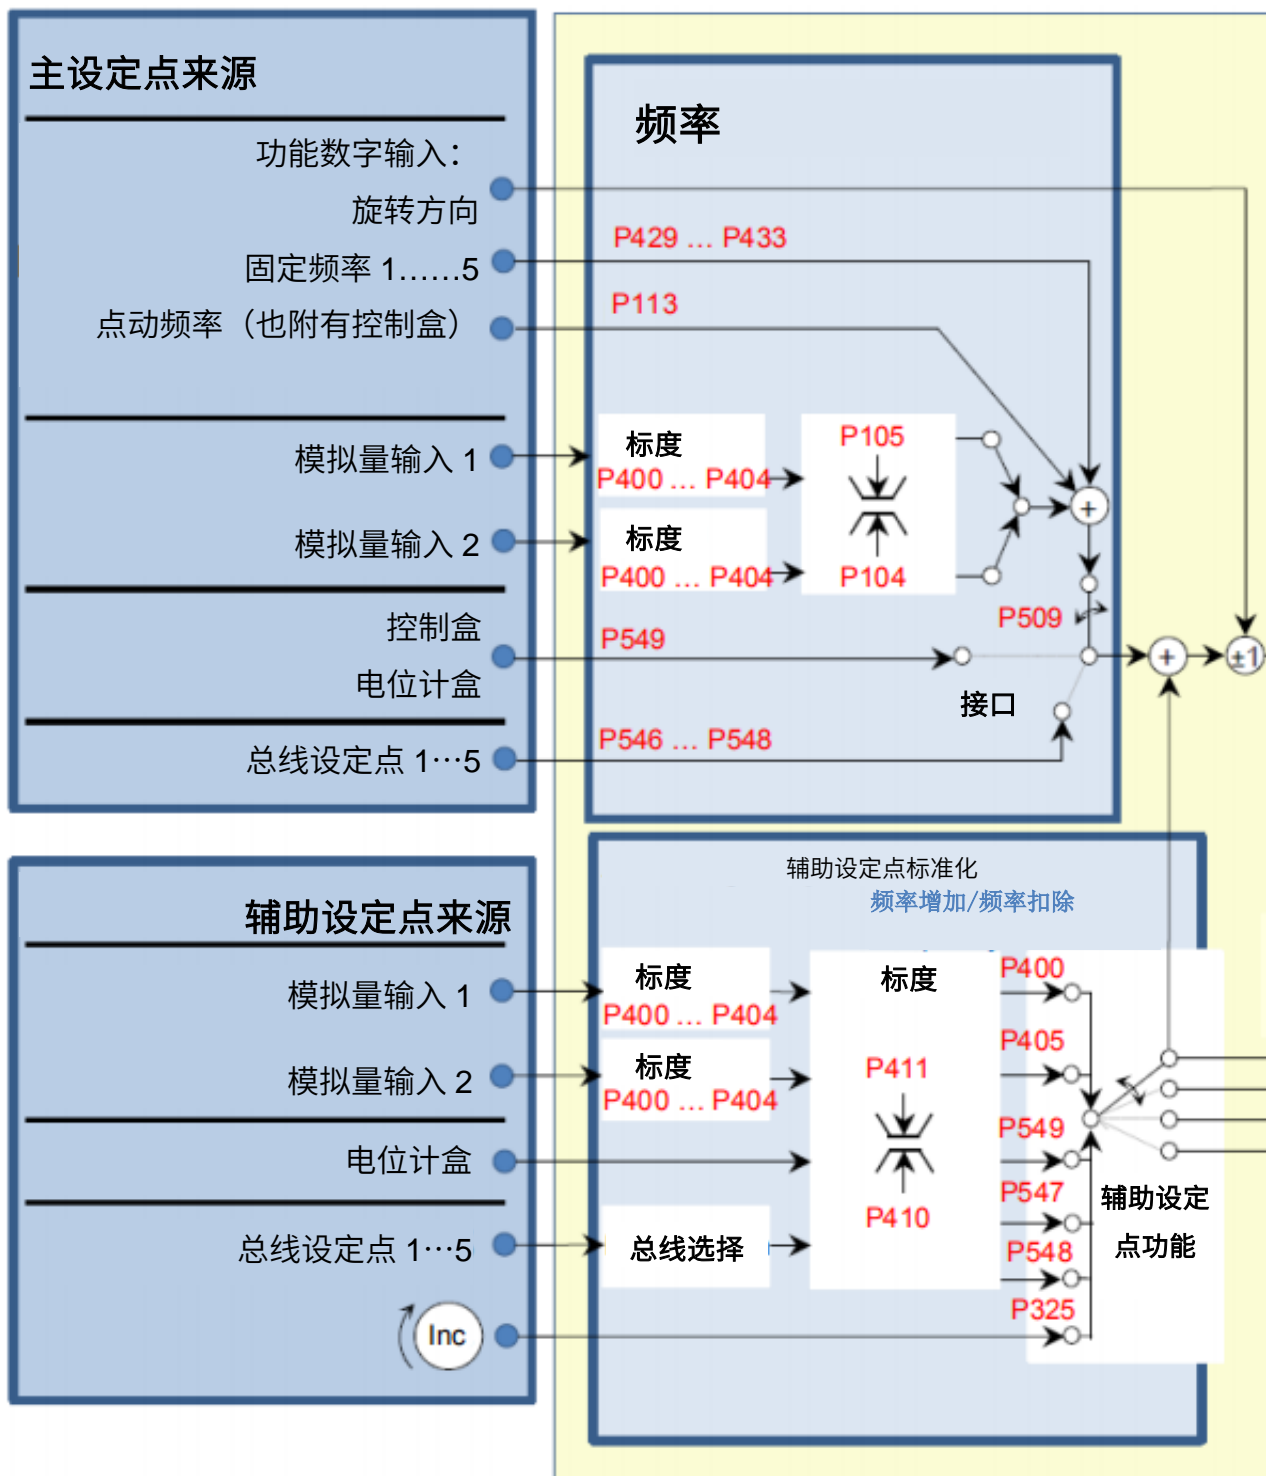 主设定点来源
功能数字输入：
旋转方向
固定频率 1……5
点动频率（也附有控制盒）
模拟量输入 1
模拟量输入 2
控制盒
电位计盒
总线设定点 1…5
频率
P429 … P433
P113
标度
P400 … P404
标度
P400 … P404
P105
P104
+
P509
P549
接口
P546 … P548
+
±1
辅助设定点来源
模拟量输入 1
模拟量输入 2
电位计盒
总线设定点 1…5
Inc
辅助设定点标准化
频率增加/频率扣除
标度
P400 … P404
标度
P400 … P404
总线选择
标度
P411
P410
P400
P405
P549
P547
P548
P325
辅助设定
点功能